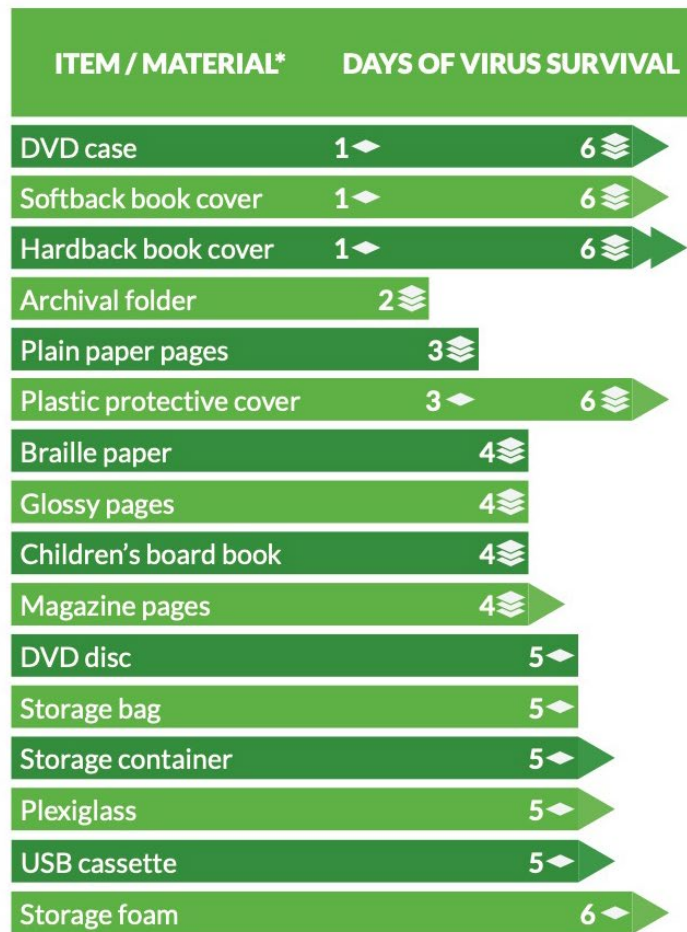 ITEM / MATERIAL* DAYS OF VIRUS SURVIVAL
DVD case 1 6
Softback book cover 1 6
Hardback book cover 1 6
Archival folder 2
Plain paper pages 3
Plastic protective cover 3 6
Braille paper 4
Glossy pages 4
Children’s board book 4
Magazine pages 4
DVD disc 5
Storage bag 5
Storage container 5
Plexiglass 5
USB cassette 5
Storage foam 6